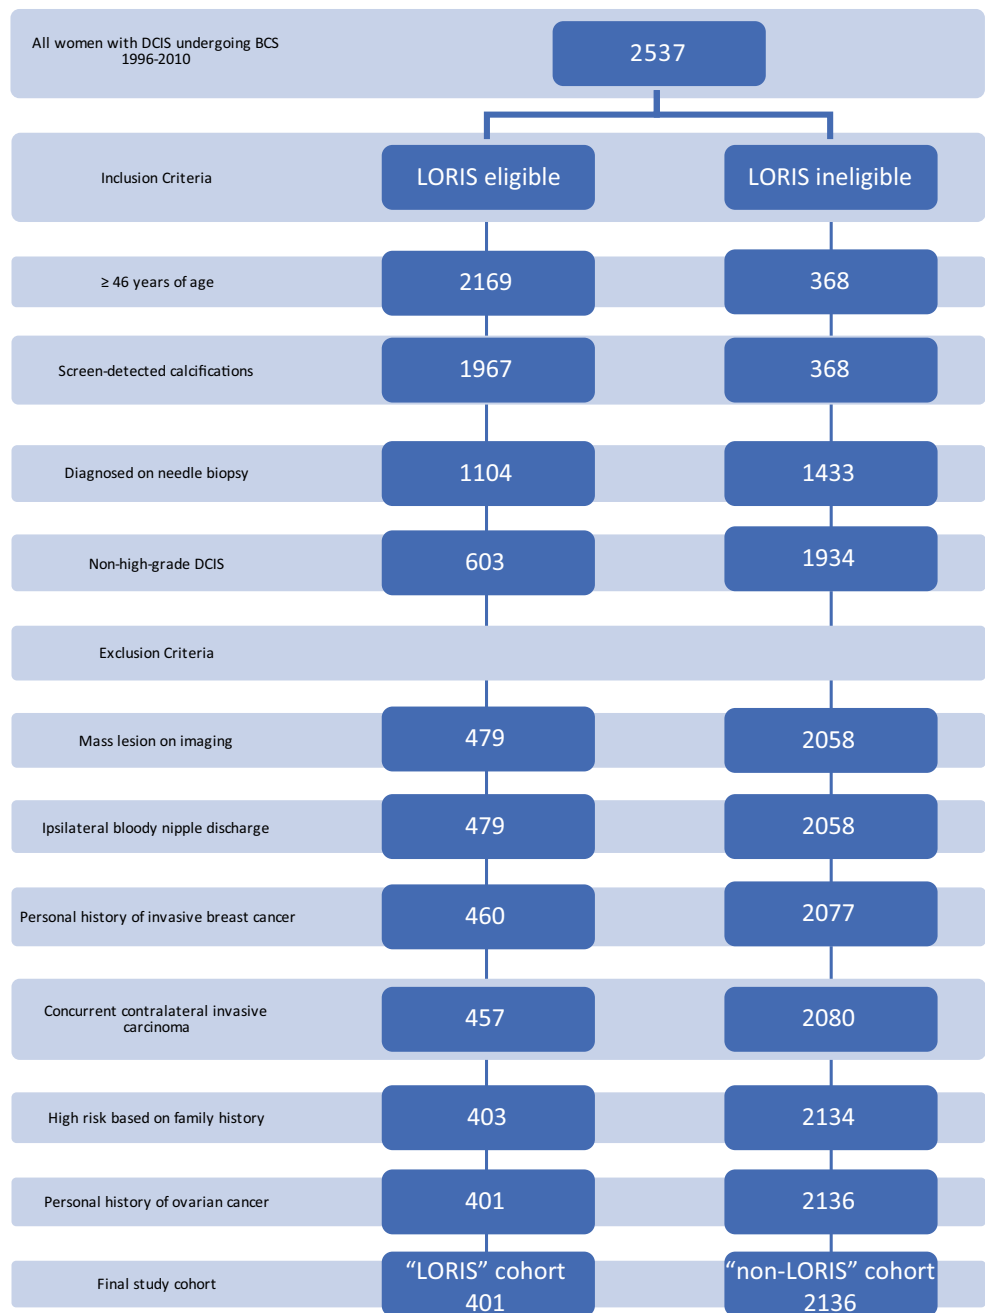 All women with DCIS undergoing BCS
1996-2010
2537
Inclusion Criteria
LORIS eligible
LORIS ineligible
≥ 46 years of age
2169
368
Screen-detected calcifications
1967
368
Diagnosed on needle biopsy
1104
1433
Non-high-grade DCIS
603
1934
Exclusion Criteria
Mass lesion on imaging
479
2058
Ipsilateral bloody nipple discharge
479
2058
Personal history of invasive breast cancer
460
2077
Concurrent contralateral invasive
carcinoma
457
2080
High risk based on family history
403
2134
Personal history of ovarian cancer
401
2136
Final study cohort
“LORIS” cohort
401
“non-LORIS” cohort
2136